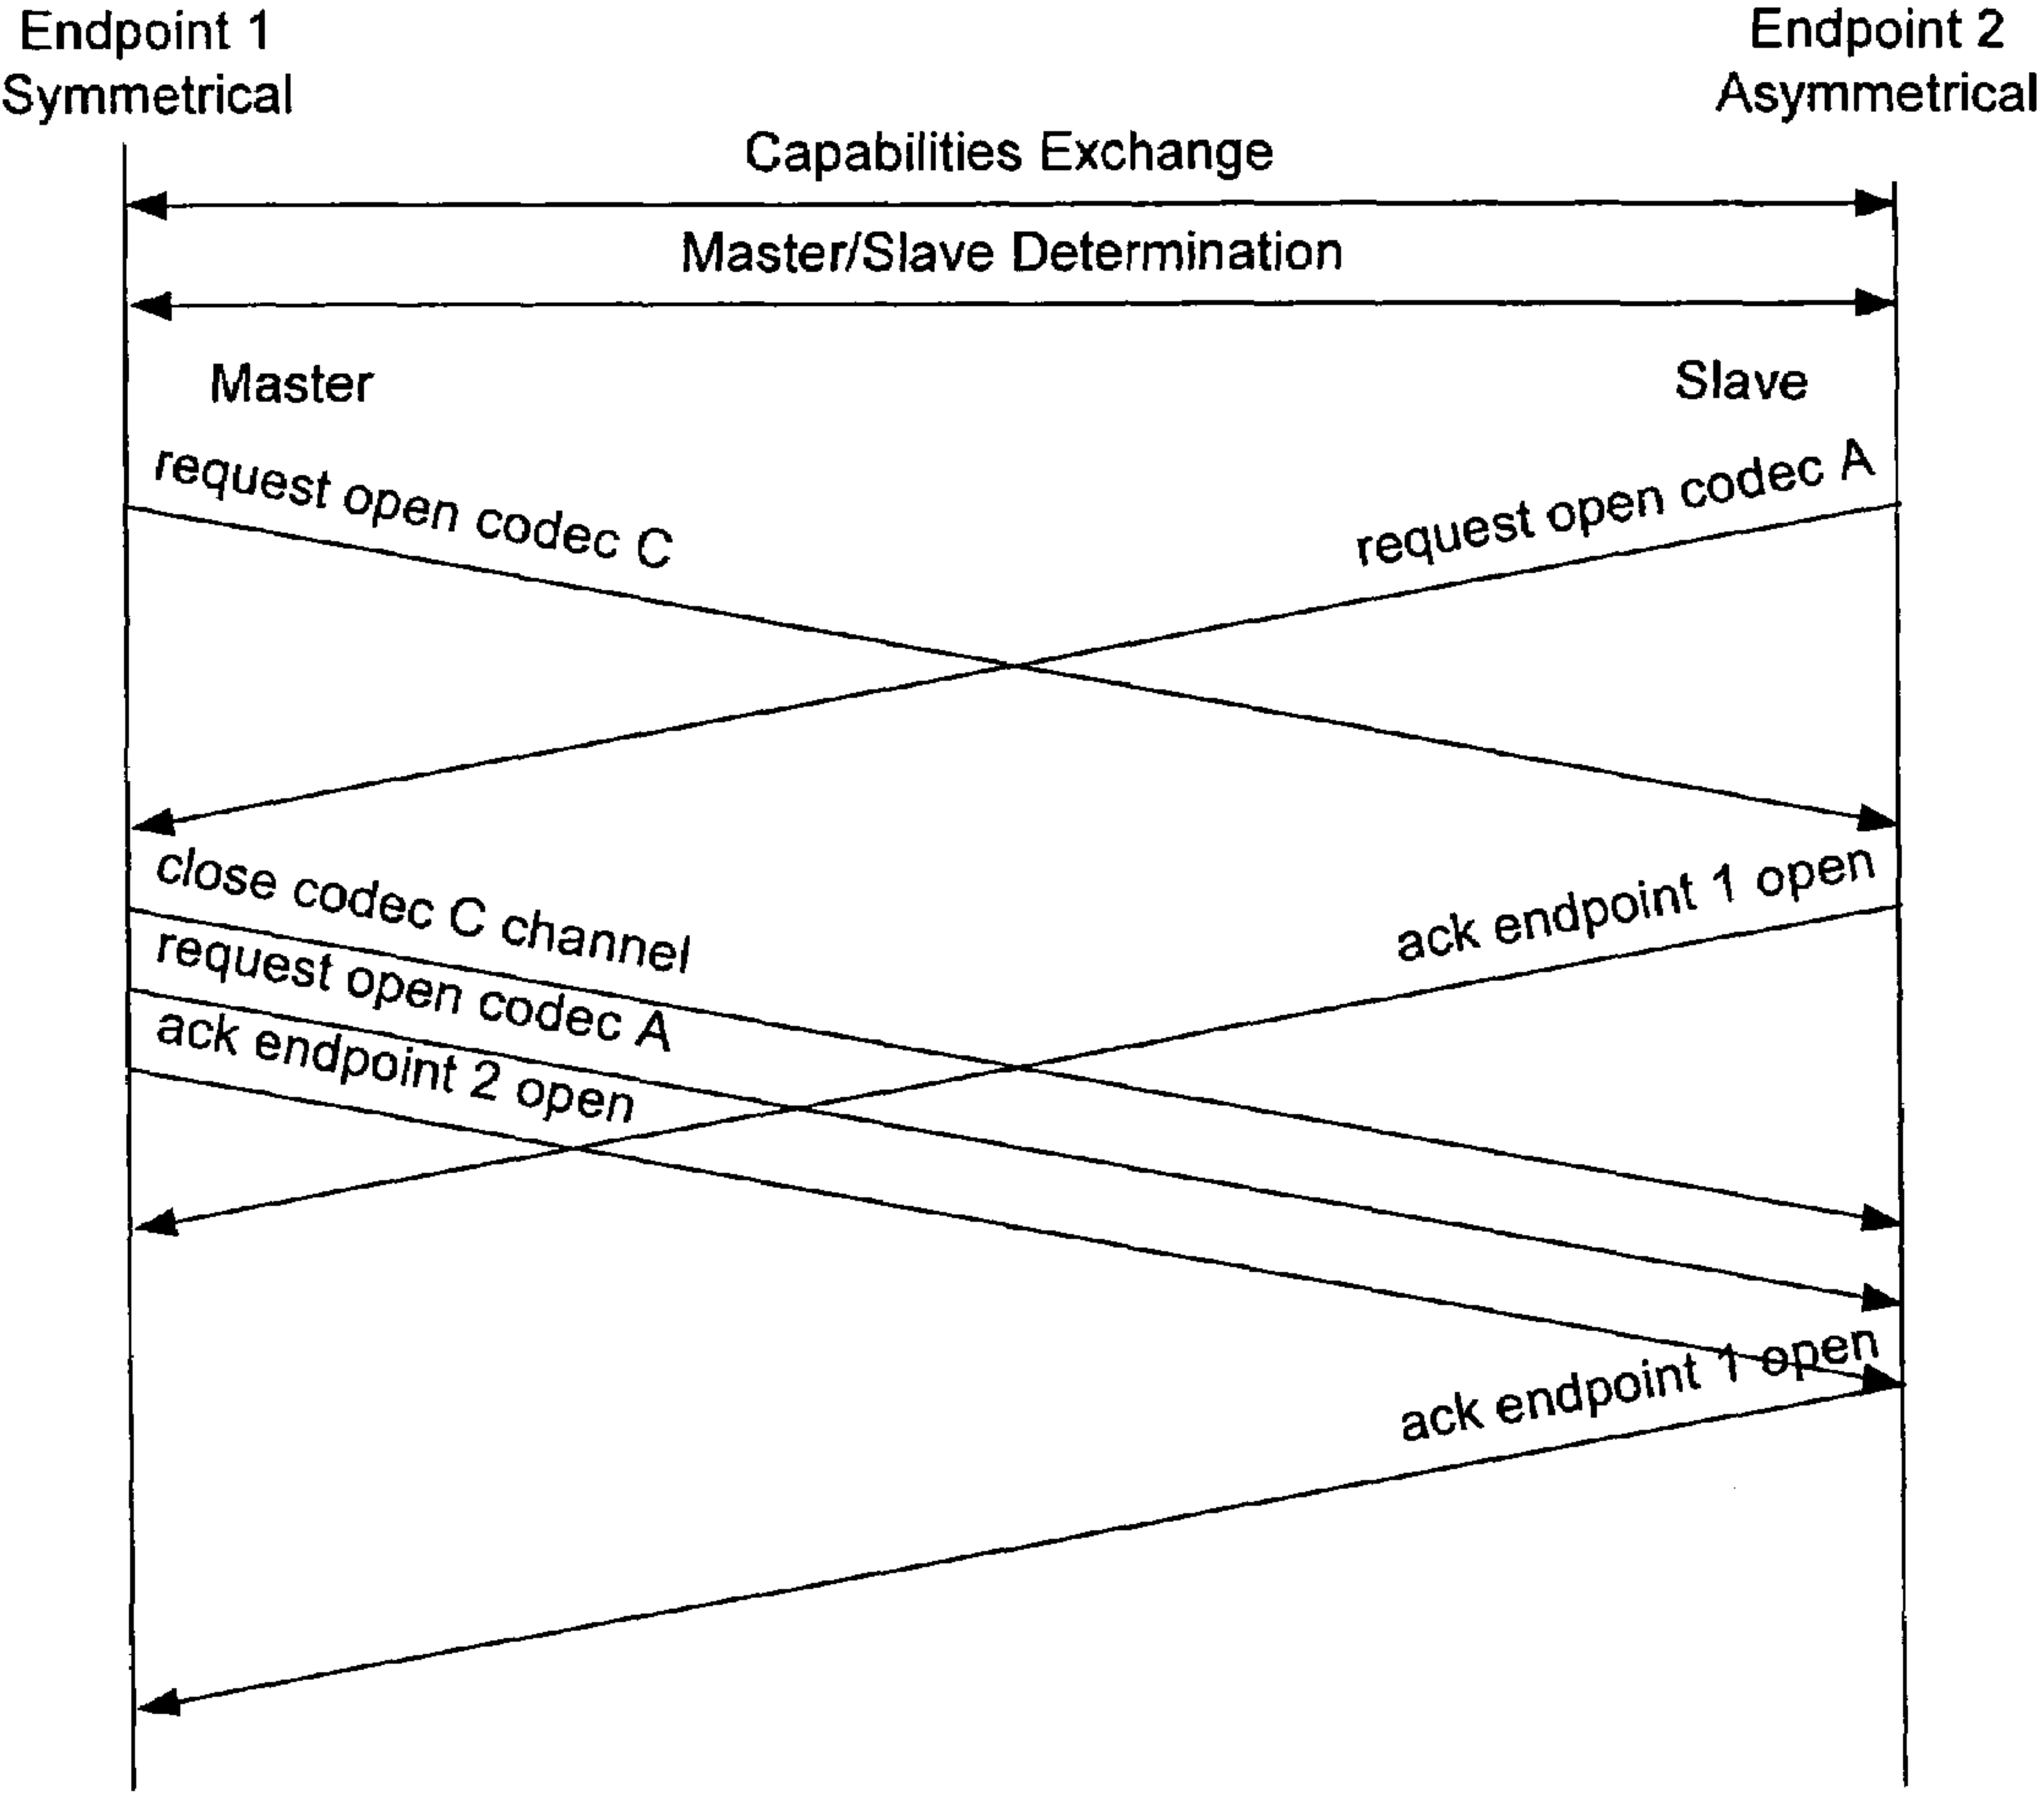 Endpoint 1
Symmetrical
Endpoint 2
Asymmetrical
Capabilities Exchange
Master/Slave Determination
Master
Slave
request open codec C
request open codec A
close codec C channel
ack endpoint 1 open
request open codec A
ack endpoint 2 open
ack endpoint 1 open